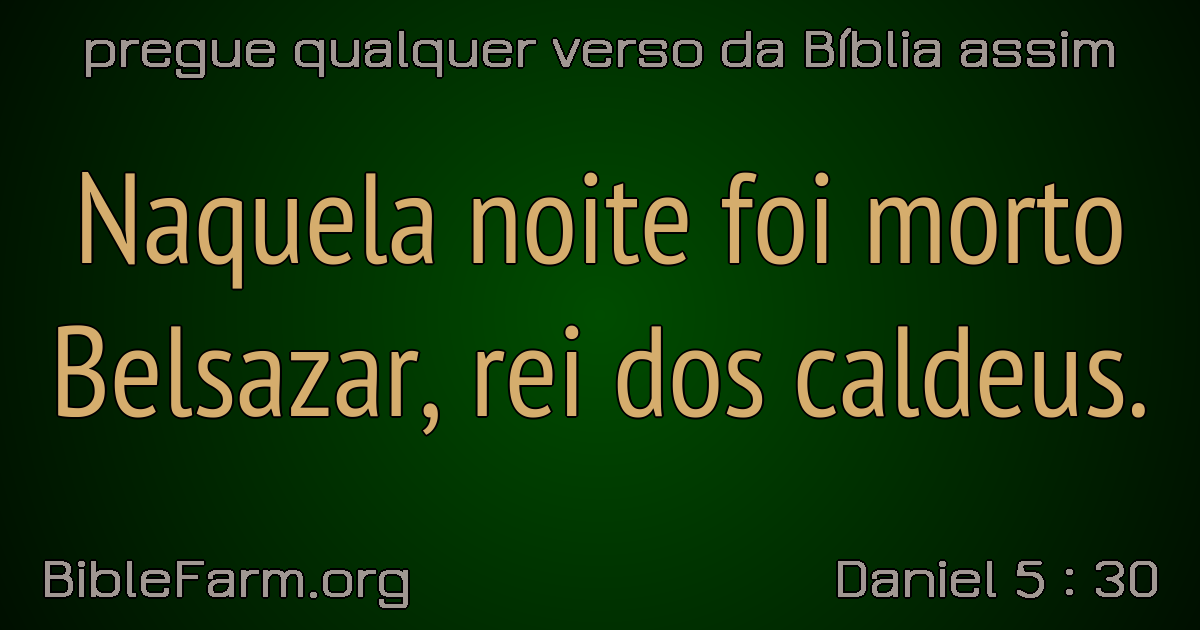 pregue qualquer verso da Bíblia assim
Naquela noite foi morto
Belsazar, rei dos caldeus.
BibleFarm.org
Daniel 5 : 30